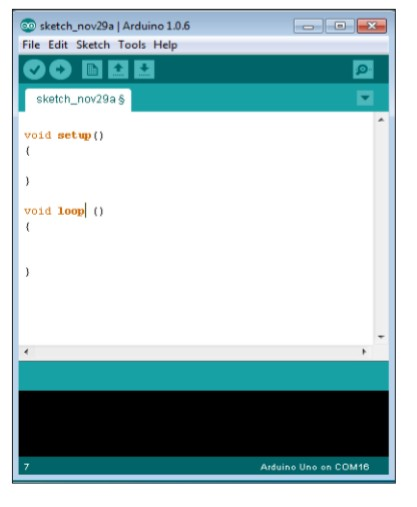 sketch_nov29a | Arduino 1.0.6
File Edit Sketch Tools Help
sketch_nov29a §
void setup()
{
}
void loop ()
{
}
7 Arduino Uno on COM16